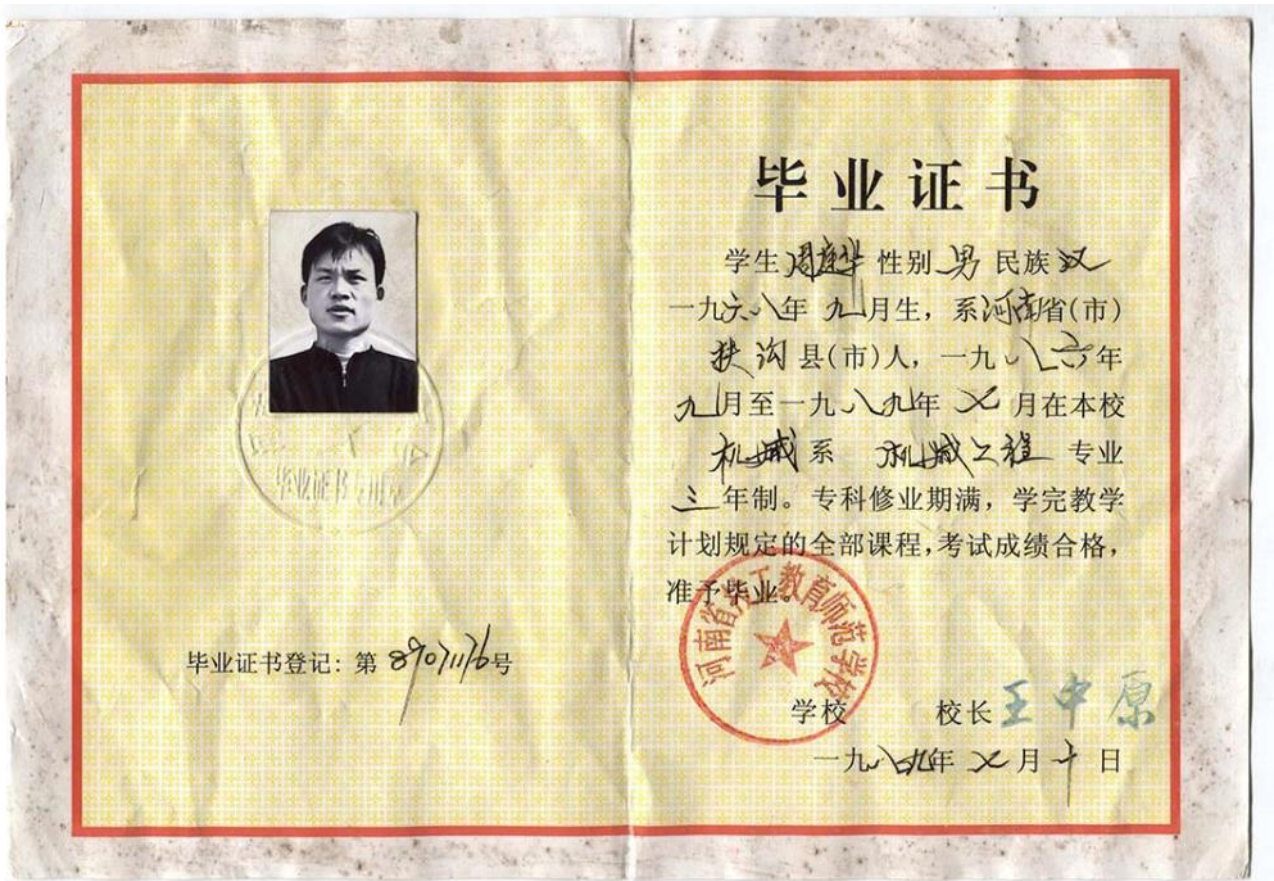 毕业证书登记：第89071176号
毕业证书
学生周建华 性别 男 民族 汉
一九六八年 九月生，系河南省(市)
扶沟县(市)人，一九八六年
九月至一九八九年 七 月在本校
机械系 机械工程 专业
三年制。专科修业期满，学完教学
计划规定的全部课程，考试成绩合格，
准予毕业。
河南省劳工教育师范学校
学校 校长 王中原
一九八九年 七月 十日
毕业证书专用章